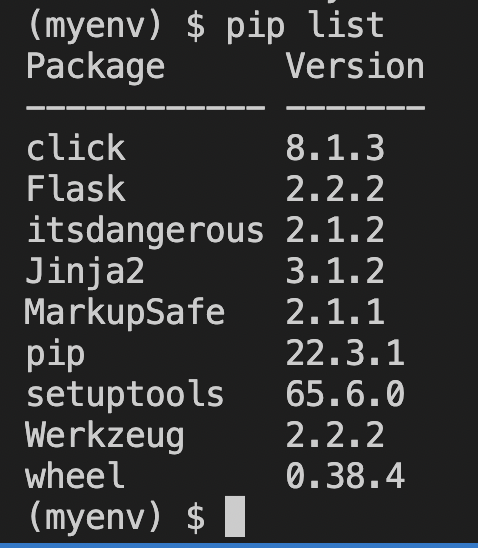 (myenv) $ pip list
Package      Version
------------ -------
click        8.1.3
Flask        2.2.2
itsdangerous 2.1.2
Jinja2       3.1.2
MarkupSafe   2.1.1
pip          22.3.1
setuptools   65.6.0
Werkzeug     2.2.2
wheel        0.38.4
(myenv) $